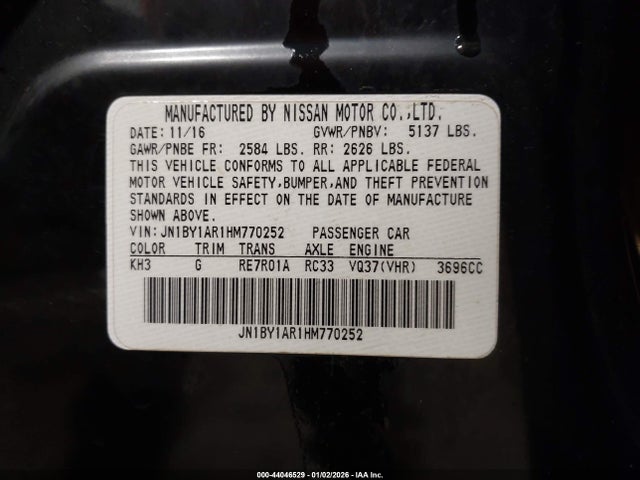 MANUFACTURED BY NISSAN MOTOR CO.,LTD.
DATE: 11/16 GVWR/PNBV: 5137 LBS.
GAWR/PNBE FR: 2584 LBS. RR: 2626 LBS.
THIS VEHICLE CONFORMS TO ALL APPLICABLE FEDERAL
MOTOR VEHICLE SAFETY,BUMPER,AND THEFT PREVENTION
STANDARDS IN EFFECT ON THE DATE OF MANUFACTURE
SHOWN ABOVE.
VIN: JN1BY1AR1HM770252 PASSENGER CAR
COLOR TRIM TRANS AXLE ENGINE
KH3 G RE7R01A RC33 VQ37(VHR) 3696CC
JN1BY1AR1HM770252
000-44046529 - 01/02/2026 - © IAA Inc.